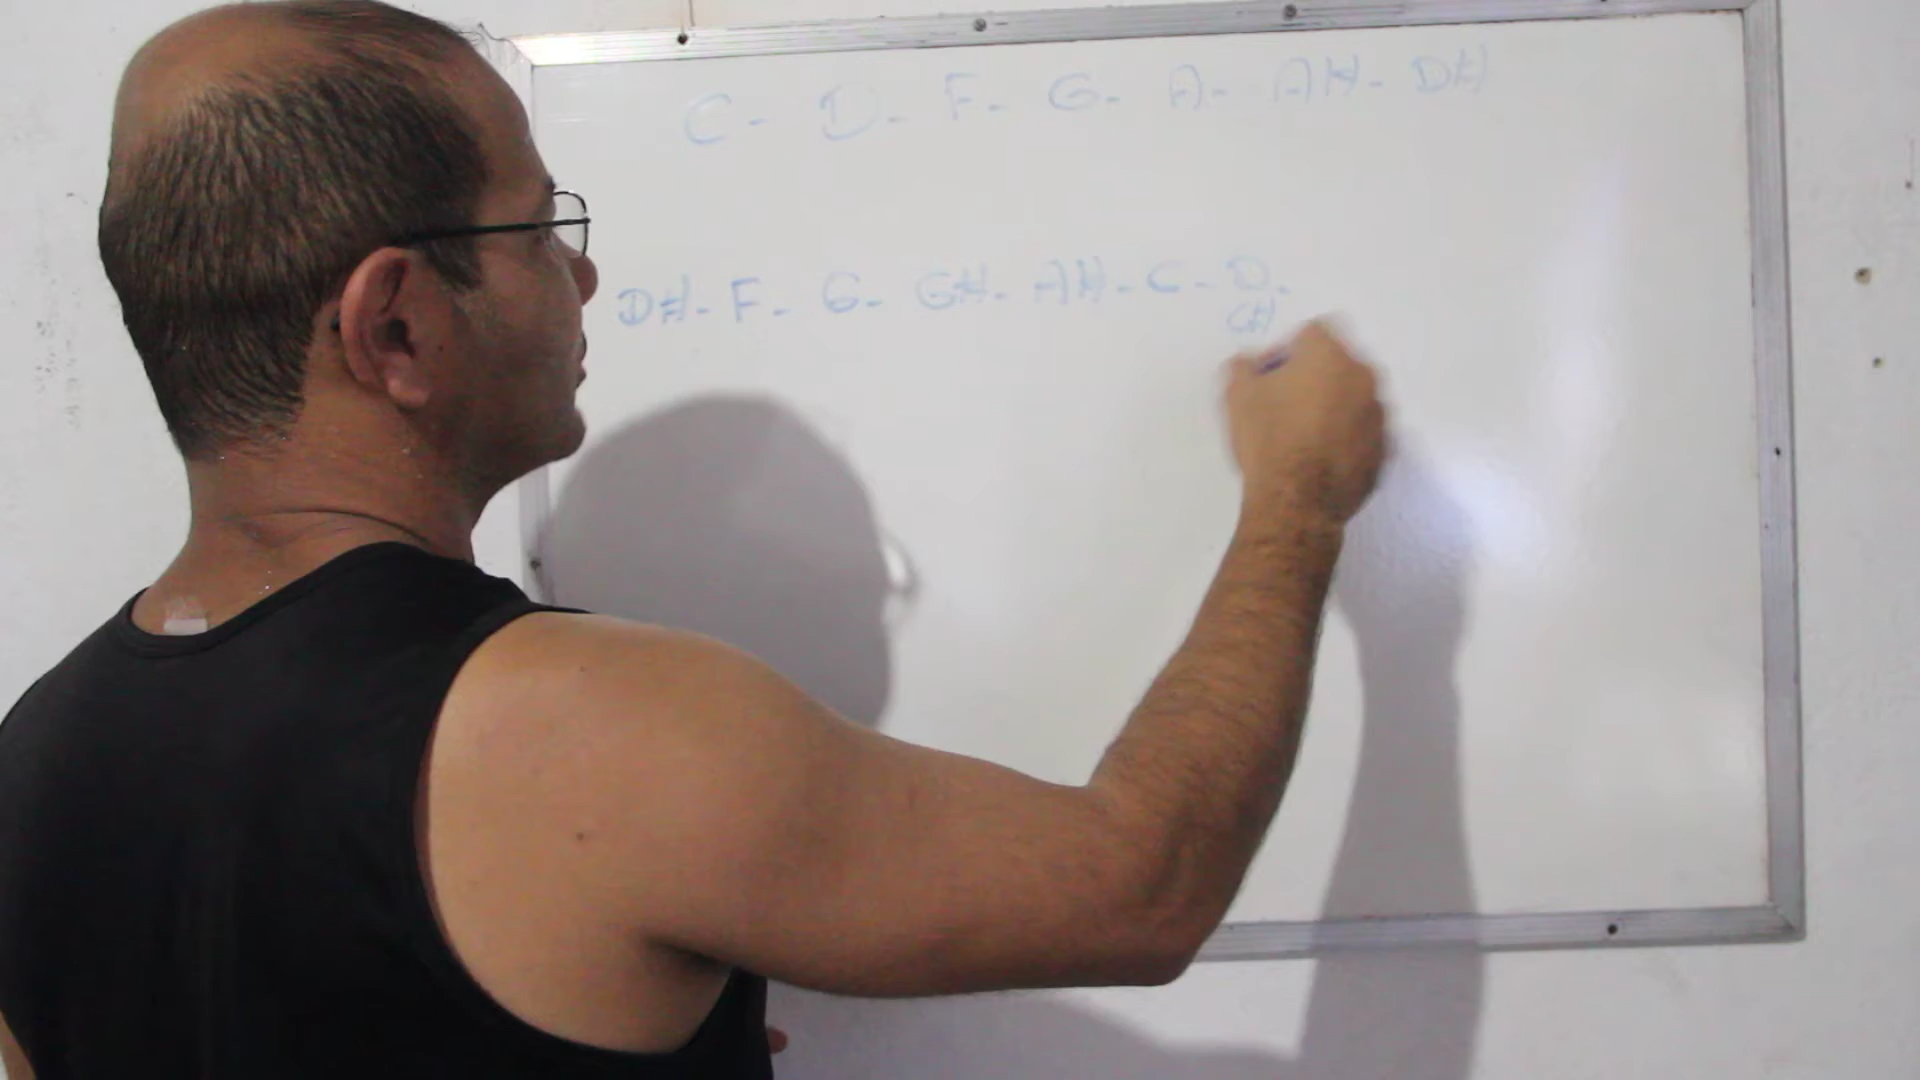 C - D - F - G - A - A# - D#
D# - F - G - G# - A# - C - D -
C#